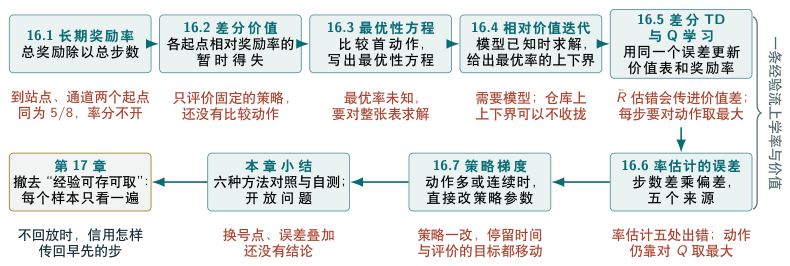 16.1 长期奖励率
总奖励除以总步数
到站点、通道两个起点
同为 5/8，率分不开
16.2 差分价值
各起点相对奖励率的
暂时得失
只评价固定的策略，
还没有比较动作
16.3 最优性方程
比较首动作，
写出最优性方程
最优率未知，
要对整张表求解
16.4 相对价值迭代
模型已知时求解，
给出最优率的上下界
需要模型；仓库上
上下界可以不收拢
16.5 差分 TD
与 Q 学习
用同一个误差更新
价值表和奖励率
R̄ 估错会传进价值差；
每步要对动作取最大
一条经验流上学率与价值
16.6 率估计的误差
步数差乘偏差，
五个来源
率估计五处出错；动作
仍靠对 Q 取最大
16.7 策略梯度
动作多或连续时，
直接改策略参数
策略一改，停留时间
与评价的目标都移动
本章小结
六种方法对照与自测；
开放问题
换号点、误差叠加
还没有结论
第 17 章
撤去“经验可存可取”：
每个样本只看一遍
不回放时，信用怎样
传回早先的步